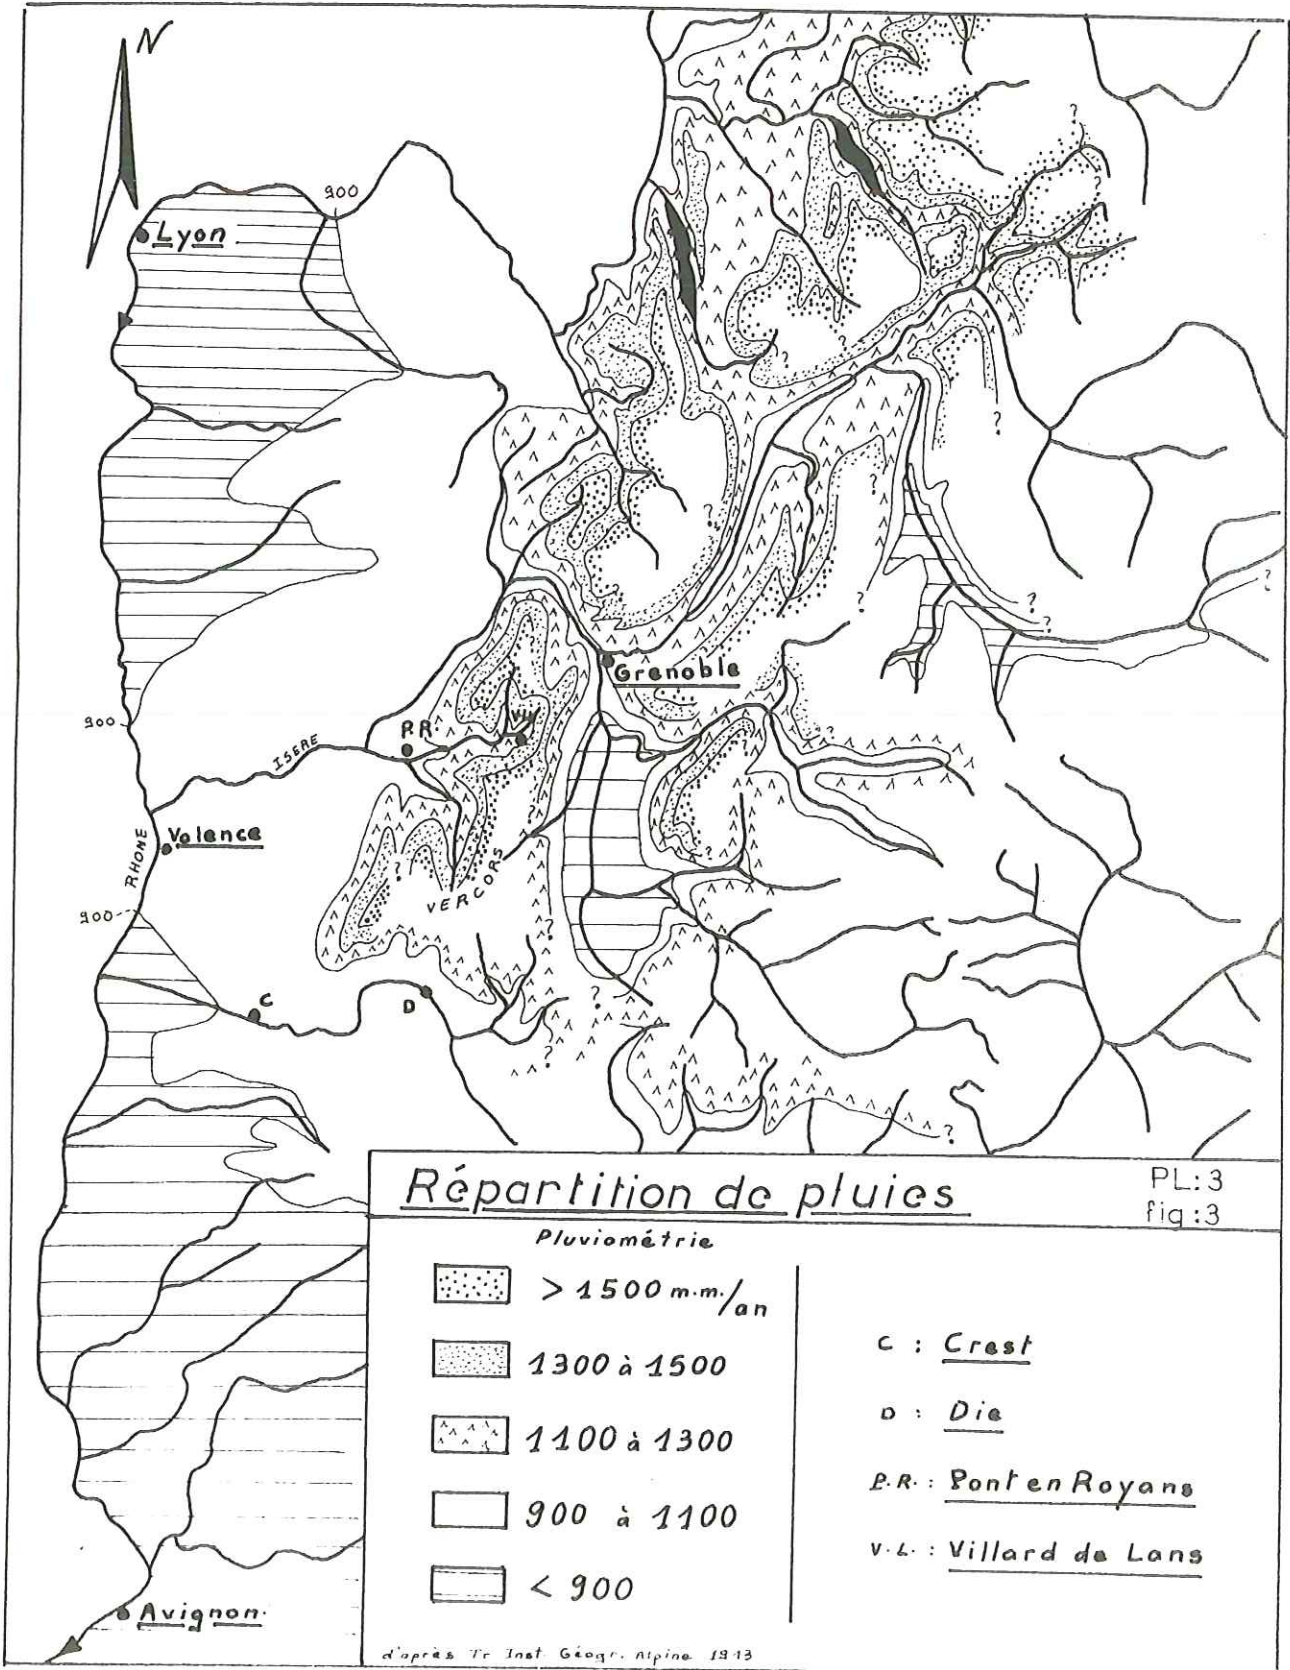 N
900
Lyon
?
?
?
?
?
?
?
?
?
?
?
?
Grenoble
900
P.R.
V.L.
ISERE
Valence
RHONE
?
?
VERCORS
?
900
?
C
D
?
?
?
Répartition de pluies
PL:3
fig:3
Pluviométrie
> 1500 m.m./an
1300 à 1500
1100 à 1300
900 à 1100
< 900
C : Crest
D : Die
P.R. : Pont en Royans
V.L. : Villard de Lans
Avignon.
d'après Tr Inst Géogr. Alpine 1913